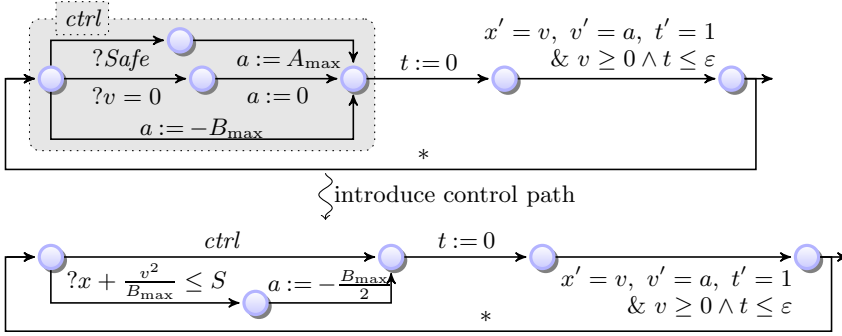 ctrl
x′ = v, v′ = a, t′ = 1
& v ≥ 0 ∧ t ≤ ε
?Safe
a := A_max
t := 0
?v = 0
a := 0
a := −B_max
*
introduce control path
ctrl
t := 0
?x + v²/B_max ≤ S
a := −B_max/2
x′ = v, v′ = a, t′ = 1
& v ≥ 0 ∧ t ≤ ε
*